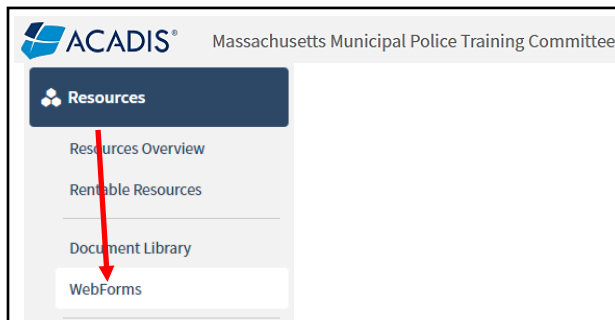 ACADIS® Massachusetts Municipal Police Training Committee
Resources
Resources Overview
Rentable Resources
Document Library
WebForms